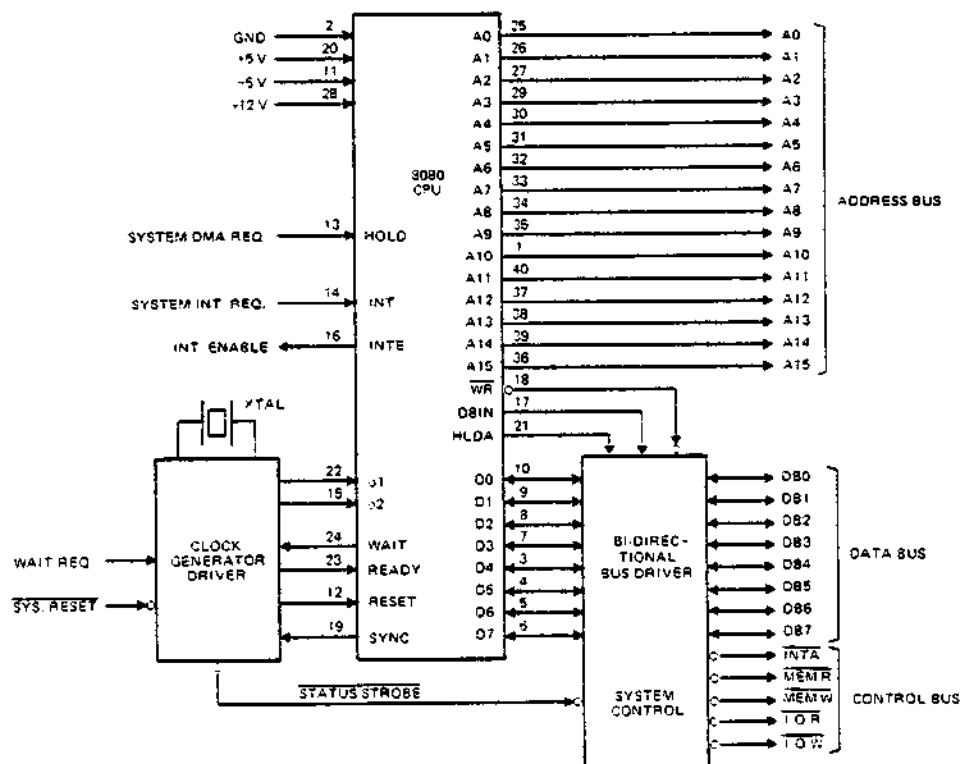 GND 2
+5 V 20
-5 V 11
+12 V 28
8080
CPU
SYSTEM DMA REQ. 13 HOLD
SYSTEM INT REQ. 14 INT
INT ENABLE 16 INTE
A0 25 A0
A1 26 A1
A2 27 A2
A3 29 A3
A4 30 A4
A5 31 A5
A6 32 A6
A7 33 A7
A8 34 A8
A9 35 A9
A10 1 A10
A11 40 A11
A12 37 A12
A13 38 A13
A14 39 A14
A15 36 A15
ADDRESS BUS
WR 18
DBIN 17
HLDA 21
XTAL
CLOCK
GENERATOR
DRIVER
WAIT REQ
SYS. RESET
22 φ1
15 φ2
24 WAIT
23 READY
12 RESET
19 SYNC
STATUS STROBE
D0 10
D1 9
D2 8
D3 7
D4 3
D5 4
D6 5
D7 6
BI-DIREC-
TIONAL
BUS DRIVER
SYSTEM
CONTROL
DB0
DB1
DB2
DB3
DB4
DB5
DB6
DB7
DATA BUS
INTA
MEM R
MEM W
I O R
I O W
CONTROL BUS